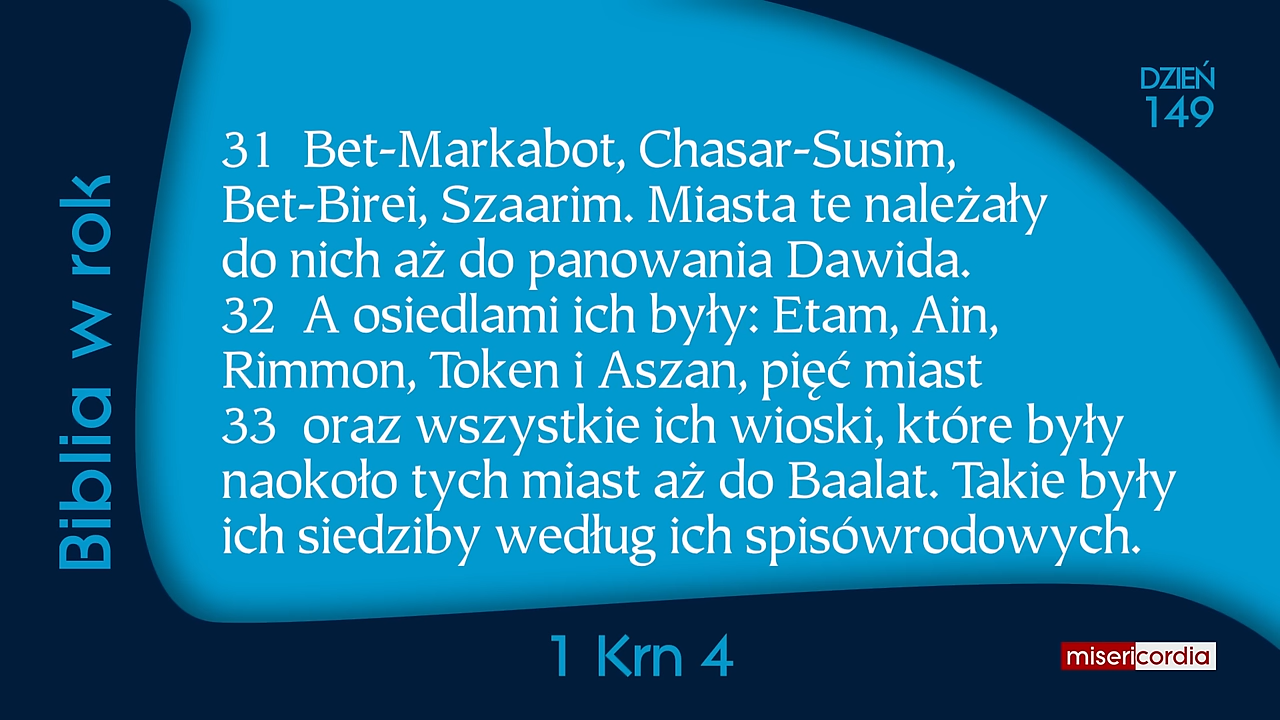 DZIEŃ
149
Biblia w rok
31 Bet-Markabot, Chasar-Susim,
Bet-Birei, Szaarim. Miasta te należały
do nich aż do panowania Dawida.
32 A osiedlami ich były: Etam, Ain,
Rimmon, Token i Aszan, pięć miast
33 oraz wszystkie ich wioski, które były
naokoło tych miast aż do Baalat. Takie były
ich siedziby według ich spisówrodowych.
1 Krn 4
misericordia